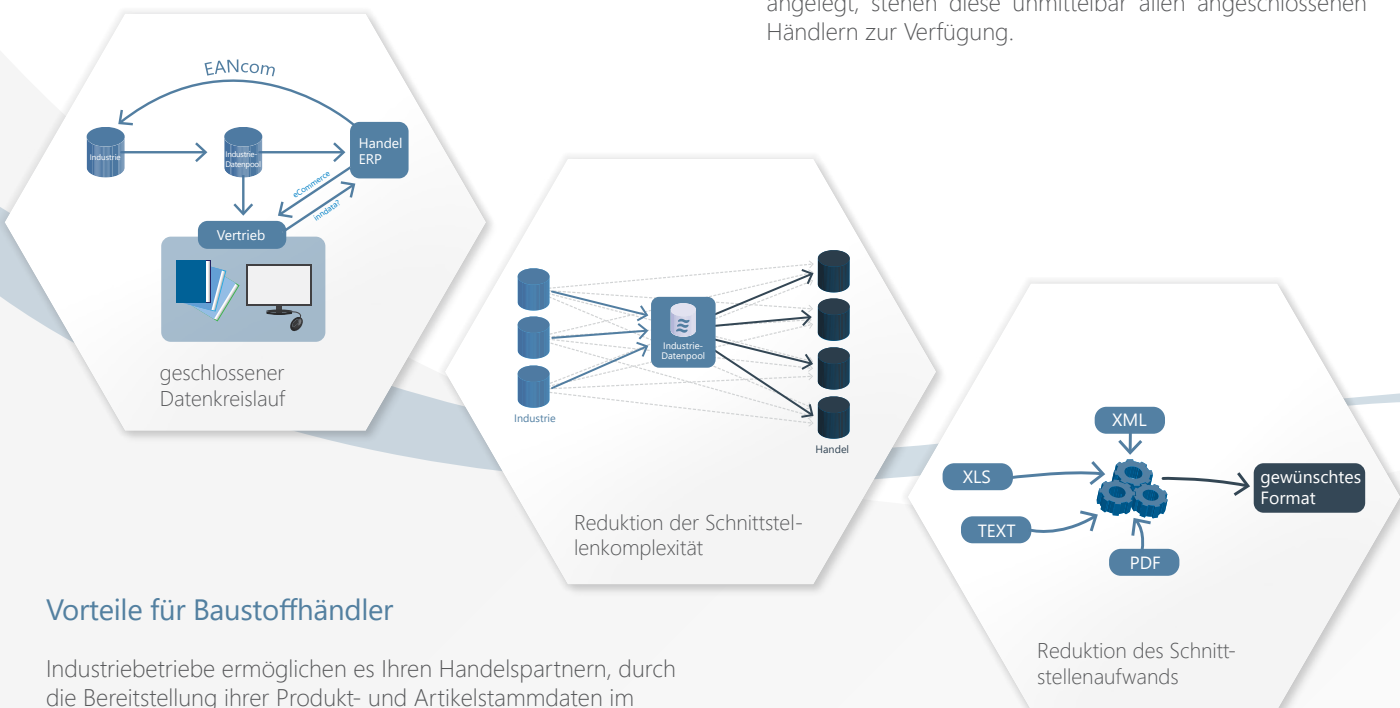 angelegt, stehen diese unmittelbar allen angeschlossenen
Händlern zur Verfügung.
EANcom
Industrie
Industrie-
Datenpool
Handel
ERP
eCommerce
inndata?
Vertrieb
geschlossener
Datenkreislauf
Industrie
Industrie-
Datenpool
Handel
Reduktion der Schnittstel-
lenkomplexität
XML
XLS
TEXT
PDF
gewünschtes
Format
Reduktion des Schnitt-
stellenaufwands
Vorteile für Baustoffhändler
Industriebetriebe ermöglichen es Ihren Handelspartnern, durch
die Bereitstellung ihrer Produkt- und Artikelstammdaten im